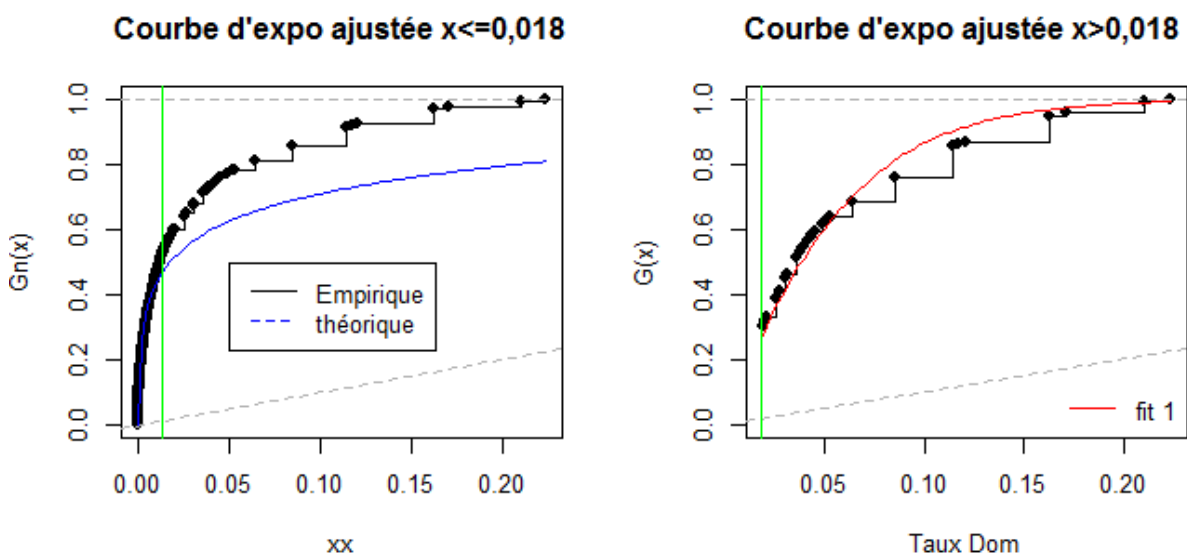 Courbe d'expo ajustée x<=0,018
Gn(x)
1.0
0.8
0.6
0.4
0.2
0.0
Empirique
théorique
0.00 0.05 0.10 0.15 0.20
xx
Courbe d'expo ajustée x>0,018
G(x)
1.0
0.8
0.6
0.4
0.2
0.0
fit 1
0.05 0.10 0.15 0.20
Taux Dom